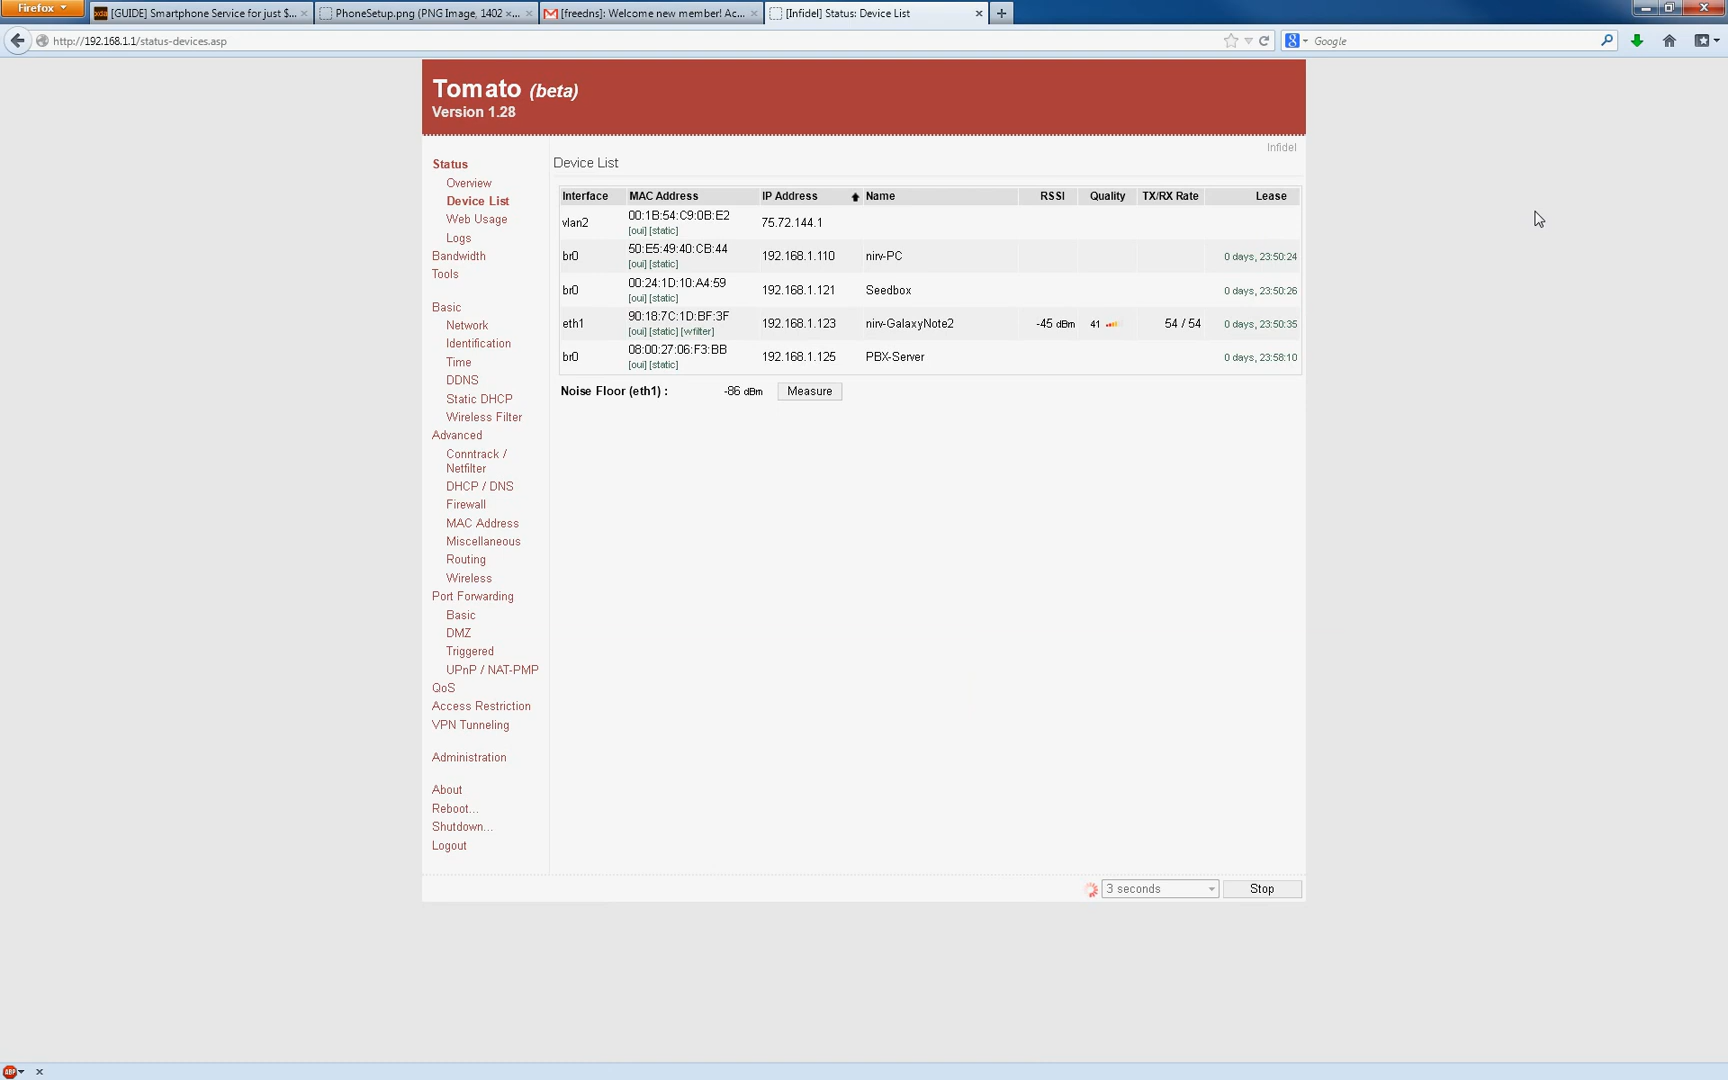 Firefox
[GUIDE] Smartphone Service for just $...
PhoneSetup.png (PNG Image, 1402 ×...
[freedns]: Welcome new member! Ac...
[Infidel] Status: Device List
http://192.168.1.1/status-devices.asp
Google
Tomato (beta)
Version 1.28
Infidel
Status
Overview
Device List
Web Usage
Logs
Bandwidth
Tools
Basic
Network
Identification
Time
DDNS
Static DHCP
Wireless Filter
Advanced
Conntrack /
Netfilter
DHCP / DNS
Firewall
MAC Address
Miscellaneous
Routing
Wireless
Port Forwarding
Basic
DMZ
Triggered
UPnP / NAT-PMP
QoS
Access Restriction
VPN Tunneling
Administration
About
Reboot...
Shutdown...
Logout
Device List
Interface MAC Address IP Address Name RSSI Quality TX/RX Rate Lease
vlan2 00:1B:54:C9:0B:E2 75.72.144.1
[oui] [static]
br0 50:E5:49:40:CB:44 192.168.1.110 nirv-PC 0 days, 23:50:24
[oui] [static]
br0 00:24:1D:10:A4:59 192.168.1.121 Seedbox 0 days, 23:50:26
[oui] [static]
eth1 90:18:7C:1D:BF:3F 192.168.1.123 nirv-GalaxyNote2 -45 dBm 41 54 / 54 0 days, 23:50:35
[oui] [static] [wfilter]
br0 08:00:27:06:F3:BB 192.168.1.125 PBX-Server 0 days, 23:58:10
[oui] [static]
Noise Floor (eth1) : -86 dBm Measure
3 seconds Stop
ABP